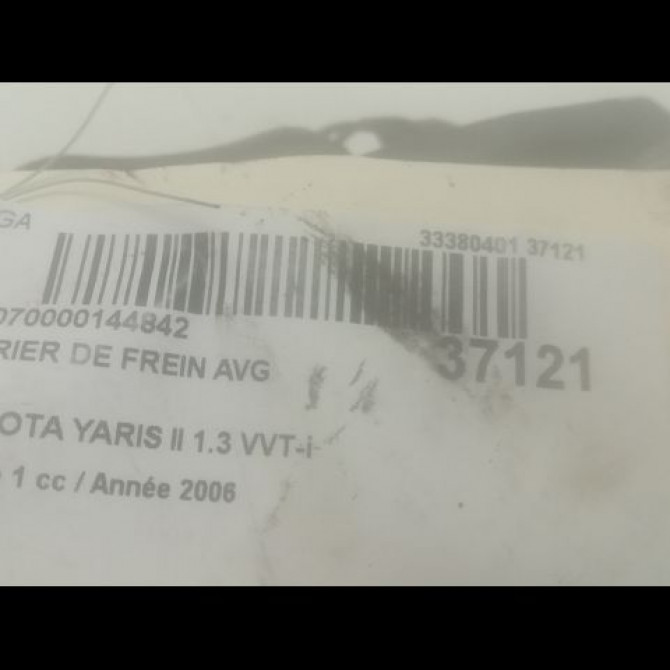 GA
33380401 37121
070000144842
RIER DE FREIN AVG
37121
OTA YARIS II 1.3 VVT-i
1 cc / Année 2006